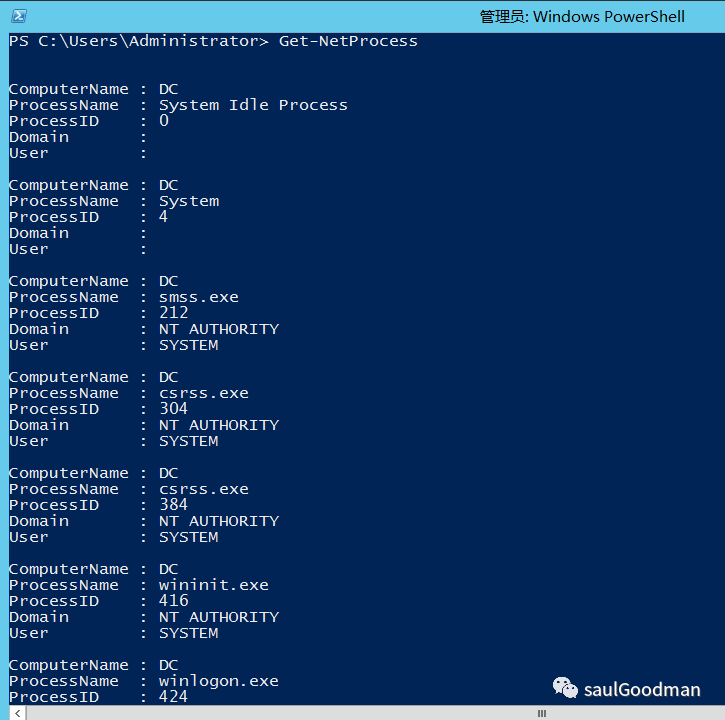 管理员: Windows PowerShell
PS C:\Users\Administrator> Get-NetProcess
ComputerName : DC
ProcessName  : System Idle Process
ProcessID    : 0
Domain       :
User         :
ComputerName : DC
ProcessName  : System
ProcessID    : 4
Domain       :
User         :
ComputerName : DC
ProcessName  : smss.exe
ProcessID    : 212
Domain       : NT AUTHORITY
User         : SYSTEM
ComputerName : DC
ProcessName  : csrss.exe
ProcessID    : 304
Domain       : NT AUTHORITY
User         : SYSTEM
ComputerName : DC
ProcessName  : csrss.exe
ProcessID    : 384
Domain       : NT AUTHORITY
User         : SYSTEM
ComputerName : DC
ProcessName  : wininit.exe
ProcessID    : 416
Domain       : NT AUTHORITY
User         : SYSTEM
ComputerName : DC
ProcessName  : winlogon.exe
ProcessID    : 424
saulGoodman